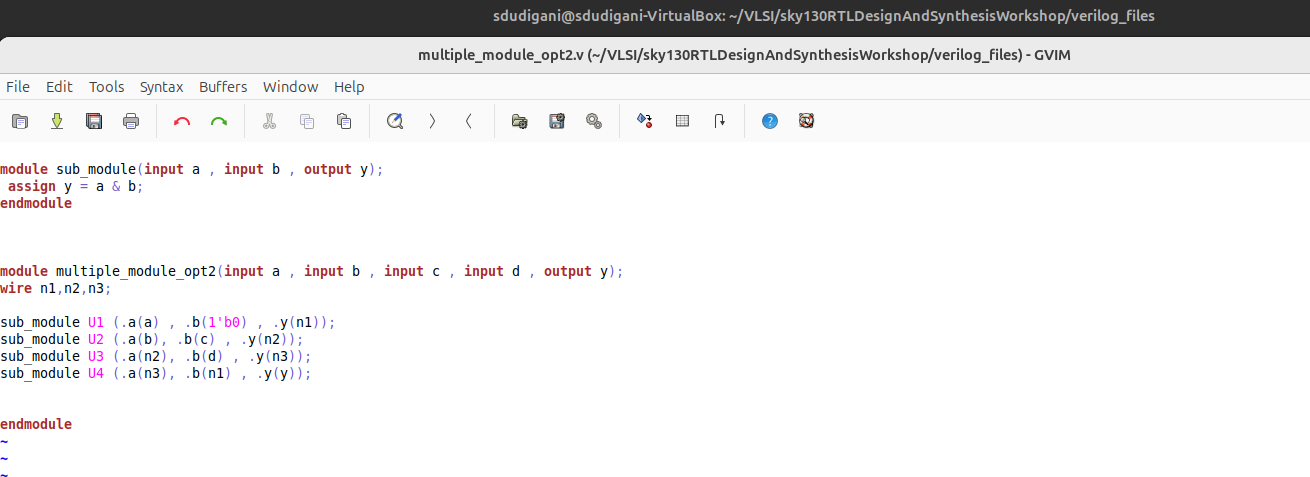 sdudigani@sdudigani-VirtualBox: ~/VLSI/sky130RTLDesignAndSynthesisWorkshop/verilog_files
multiple_module_opt2.v (~/VLSI/sky130RTLDesignAndSynthesisWorkshop/verilog_files) - GVIM
File Edit Tools Syntax Buffers Window Help
module sub_module(input a , input b , output y);
 assign y = a & b;
endmodule
module multiple_module_opt2(input a , input b , input c , input d , output y);
wire n1,n2,n3;
sub_module U1 (.a(a) , .b(1'b0) , .y(n1));
sub_module U2 (.a(b), .b(c) , .y(n2));
sub_module U3 (.a(n2), .b(d) , .y(n3));
sub_module U4 (.a(n3), .b(n1) , .y(y));
endmodule
~
~
~